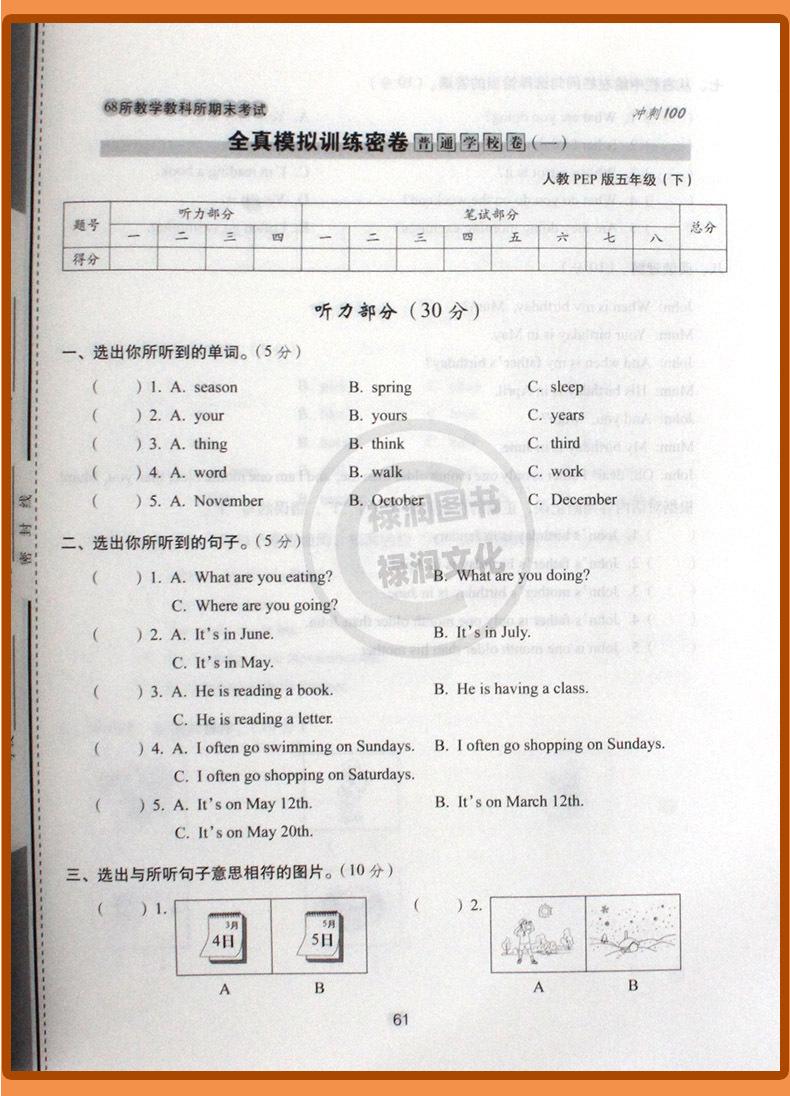 68所教学教科所期末考试
冲刺100
全真模拟训练密卷 普通学校卷(一)
人教 PEP 版五年级(下)
题号 听力部分 笔试部分 总分
一 二 三 四 一 二 三 四 五 六 七 八
得分
听力部分(30 分)
一、选出你所听到的单词。(5 分)
( ) 1. A. season B. spring C. sleep
( ) 2. A. your B. yours C. years
( ) 3. A. thing B. think C. third
( ) 4. A. word B. walk C. work
( ) 5. A. November B. October C. December
二、选出你所听到的句子。(5 分)
( ) 1. A. What are you eating? B. What are you doing?
C. Where are you going?
( ) 2. A. It's in June. B. It's in July.
C. It's in May.
( ) 3. A. He is reading a book. B. He is having a class.
C. He is reading a letter.
( ) 4. A. I often go swimming on Sundays. B. I often go shopping on Sundays.
C. I often go shopping on Saturdays.
( ) 5. A. It's on May 12th. B. It's on March 12th.
C. It's on May 20th.
三、选出与所听句子意思相符的图片。(10 分)
( ) 1.
3月
4日
5月
5日
A B
( ) 2.
A B
61
密 封 线
禄润图书
禄润文化